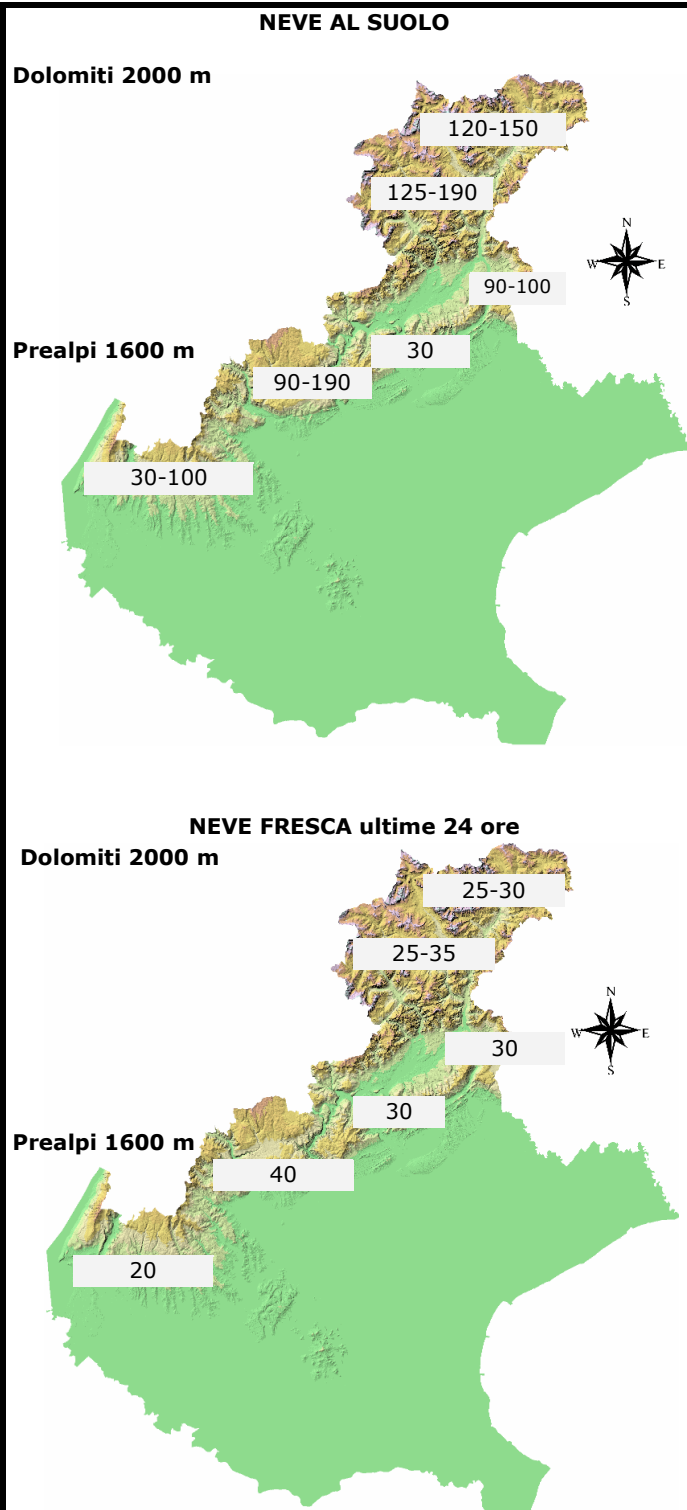 NEVE AL SUOLO
Dolomiti 2000 m
120-150
125-190
N
W E
S
90-100
Prealpi 1600 m
30
90-190
30-100
NEVE FRESCA ultime 24 ore
Dolomiti 2000 m
25-30
25-35
N
W E
S
30
30
Prealpi 1600 m
40
20